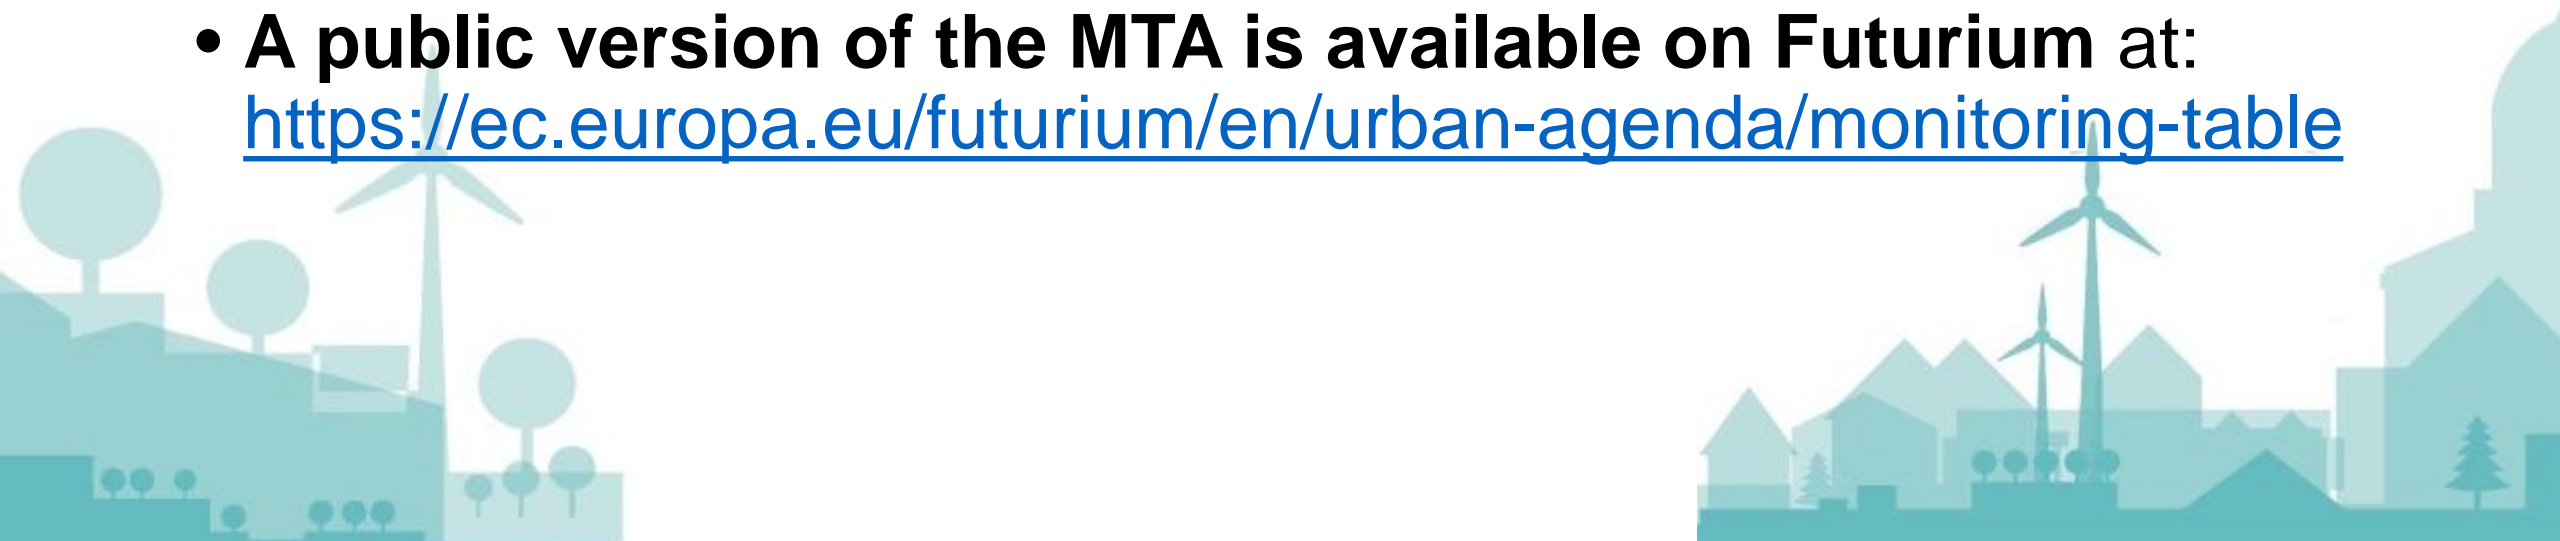 • A public version of the MTA is available on Futurium at:
https://ec.europa.eu/futurium/en/urban-agenda/monitoring-table